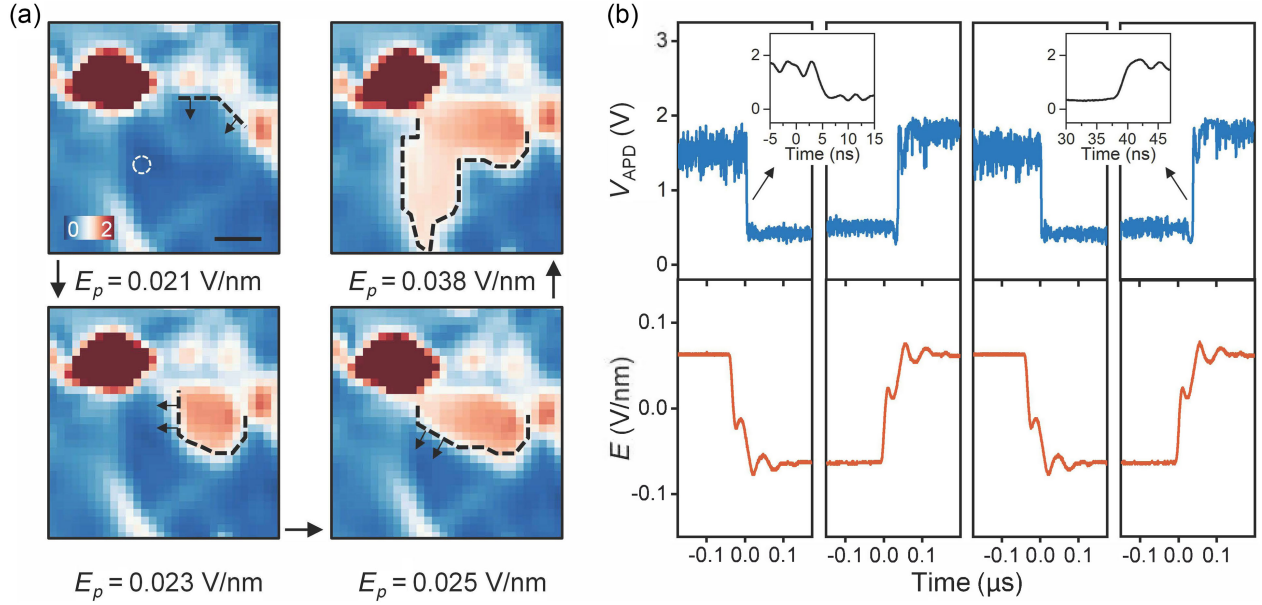 (a)
0 2
E_p = 0.021 V/nm
E_p = 0.038 V/nm
E_p = 0.023 V/nm
E_p = 0.025 V/nm
(b)
V_APD (V)
3
2
1
0
2
0
-5 0 5 10 15
Time (ns)
2
0
30 35 40 45
Time (ns)
E (V/nm)
0.1
0.0
-0.1
-0.1 0.0 0.1
-0.1 0.0 0.1
-0.1 0.0 0.1
-0.1 0.0 0.1
Time (μs)